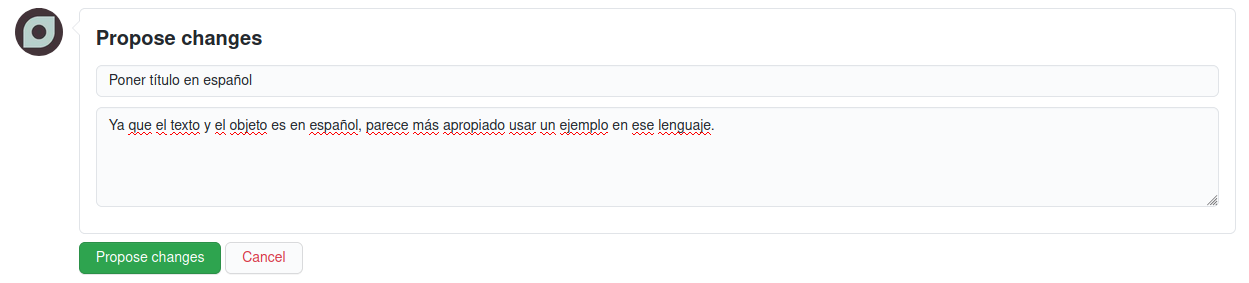 Propose changes
Poner título en español
Ya que el texto y el objeto es en español, parece más apropiado usar un ejemplo en ese lenguaje.
Propose changes
Cancel